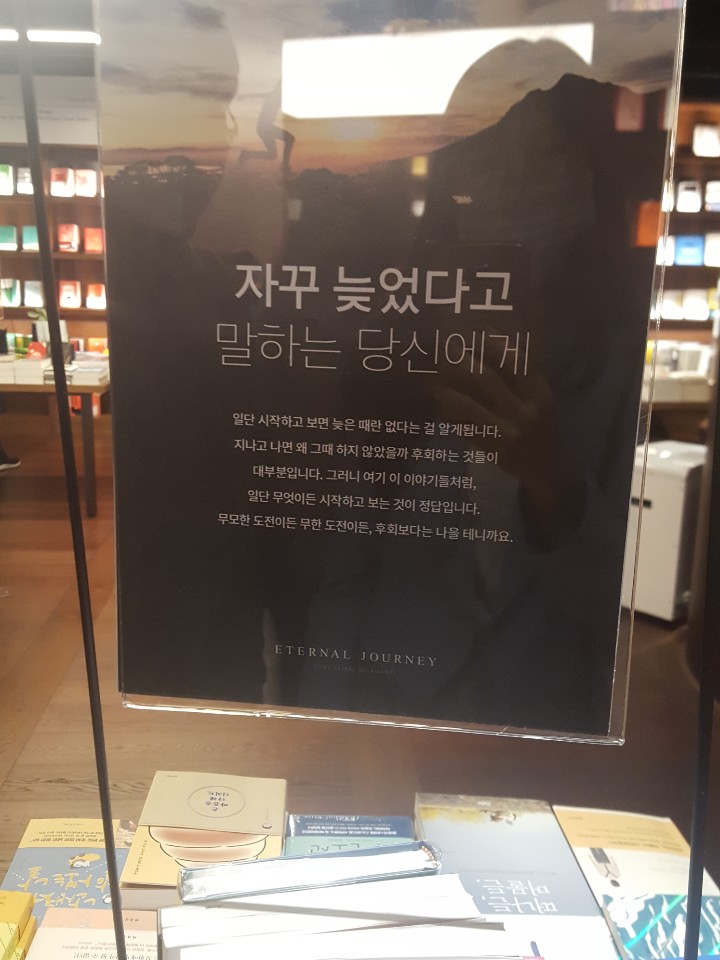 자꾸 늦었다고
말하는 당신에게
일단 시작하고 보면 늦은 때란 없다는 걸 알게됩니다.
지나고 나면 왜 그때 하지 않았을까 후회하는 것들이
대부분입니다. 그러니 여기 이 이야기들처럼,
일단 무엇이든 시작하고 보는 것이 정답입니다.
무모한 도전이든 무한 도전이든, 후회보다는 나을 테니까요.
ETERNAL JOURNEY